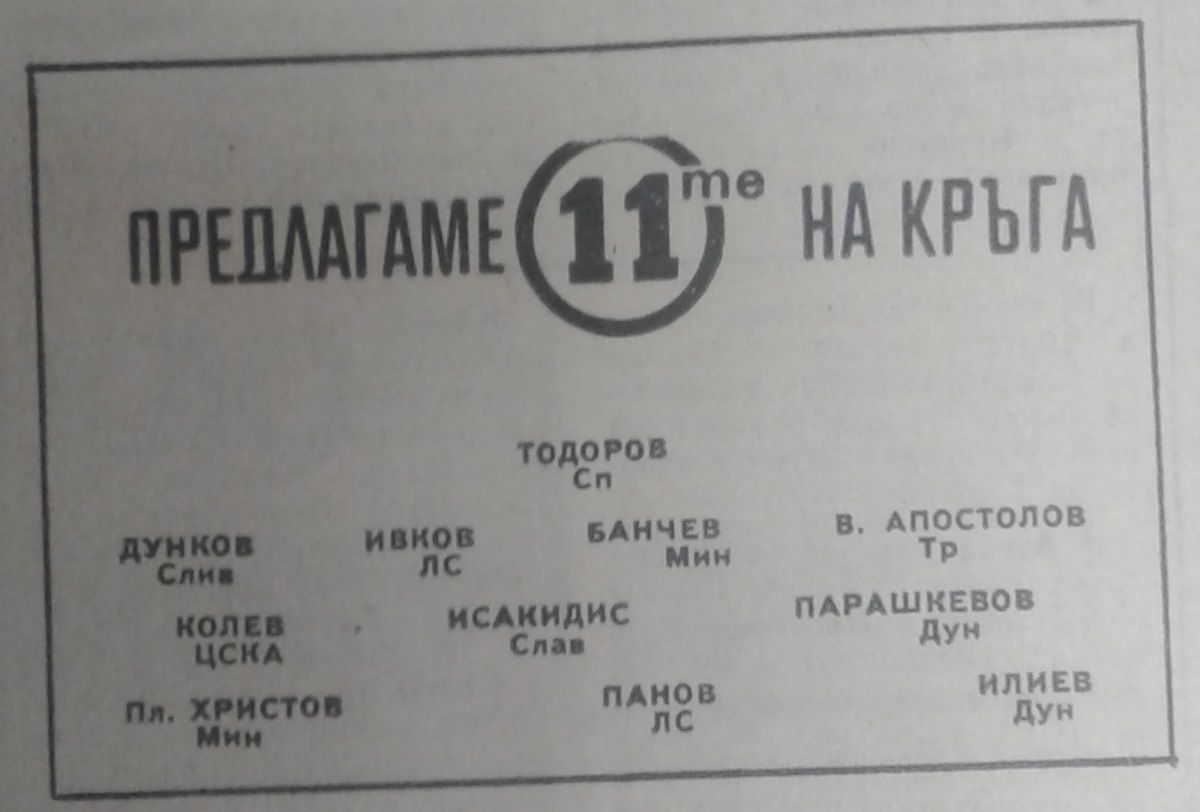 ПРЕДЛАГАМЕ 11те НА КРЪГА
ТОДОРОВ
Сп
ДУНКОВ ИВКОВ БАНЧЕВ В. АПОСТОЛОВ
Слив ЛС Мин Тр
КОЛЕВ ИСАКИДИС ПАРАШКЕВОВ
ЦСКА Слав Дун
Пл. ХРИСТОВ ПАНОВ ИЛИЕВ
Мин ЛС Дун